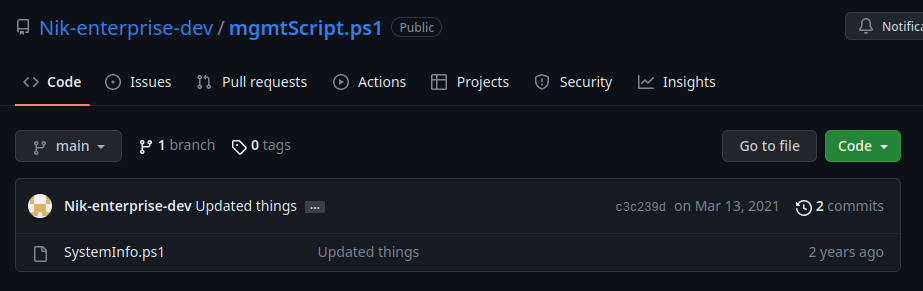 Nik-enterprise-dev / mgmtScript.ps1 Public Notifica
Code Issues Pull requests Actions Projects Security Insights
main 1 branch 0 tags Go to file Code
Nik-enterprise-dev Updated things ... c3c239d on Mar 13, 2021 2 commits
SystemInfo.ps1 Updated things 2 years ago